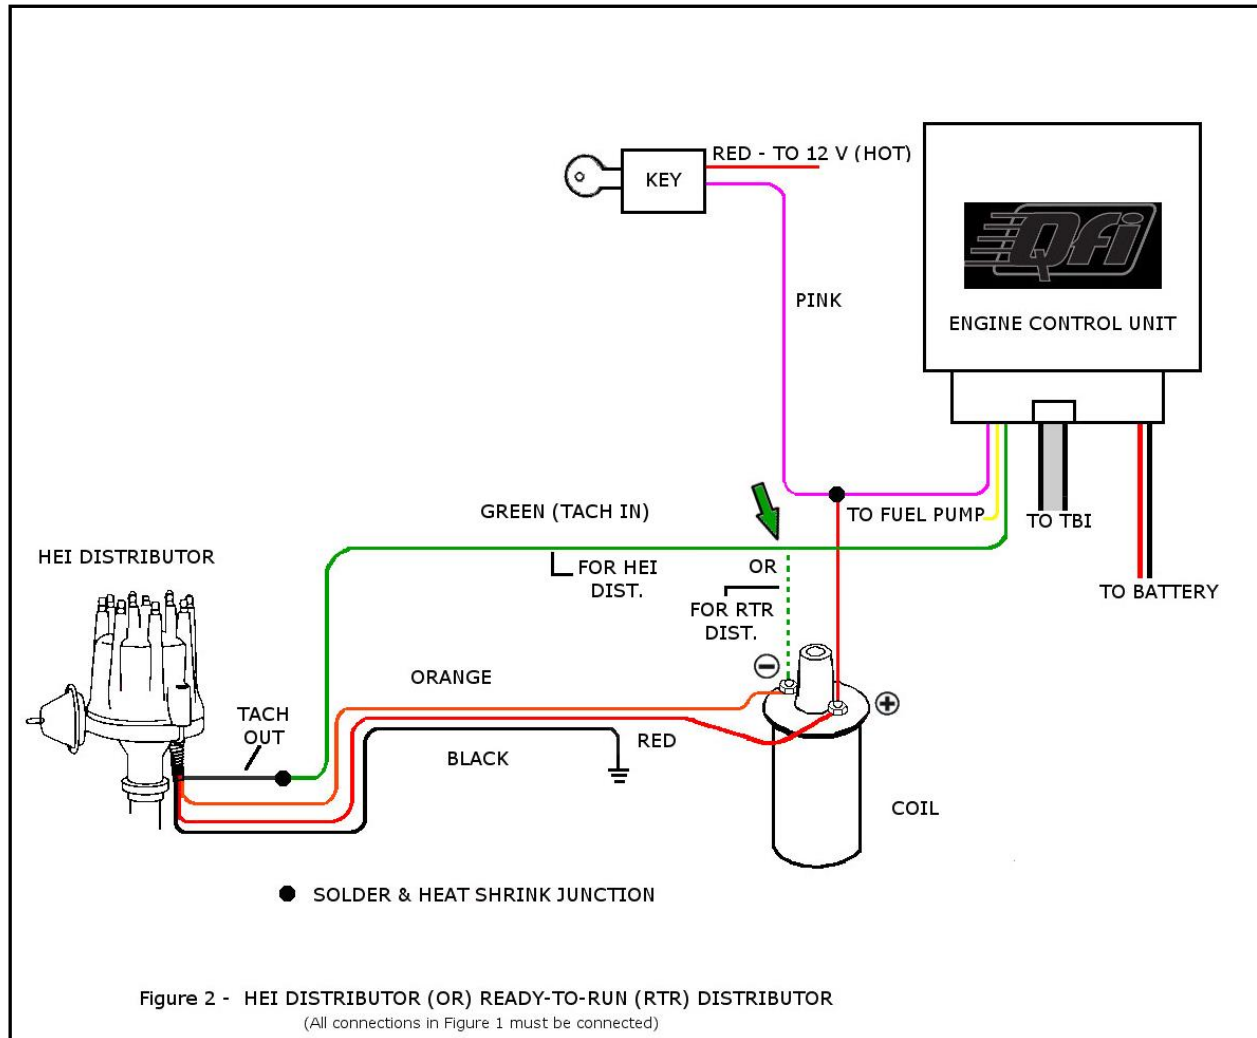 RED - TO 12 V (HOT)
KEY
Qfi
PINK
ENGINE CONTROL UNIT
GREEN (TACH IN)
TO FUEL PUMP
TO TBI
HEI DISTRIBUTOR
FOR HEI
DIST.
OR
FOR RTR
DIST.
TO BATTERY
ORANGE
TACH
OUT
RED
BLACK
COIL
SOLDER & HEAT SHRINK JUNCTION
Figure 2 - HEI DISTRIBUTOR (OR) READY-TO-RUN (RTR) DISTRIBUTOR
(All connections in Figure 1 must be connected)